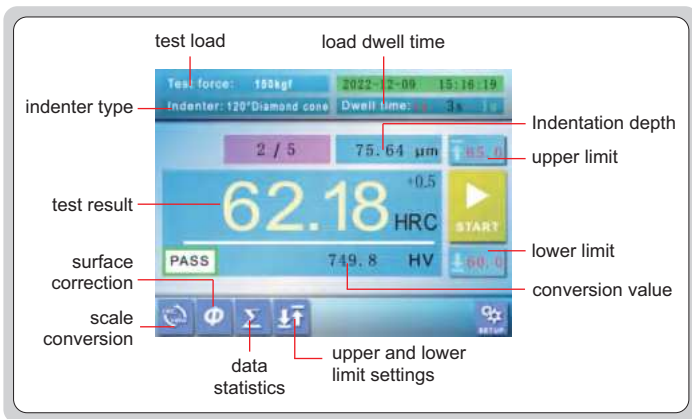 test load
load dwell time
Test force: 150kgf
2022-12-09 15:16:19
indenter type
Indenter: 120°Diamond cone
Dwell time: 3s
Indentation depth
2 / 5
75.64 μm
65.0
upper limit
test result
+0.5
62.18 HRC
START
PASS
749.8 HV
60.0
lower limit
surface
correction
conversion value
scale
conversion
Φ
Σ
SETUP
data
statistics
upper and lower
limit settings